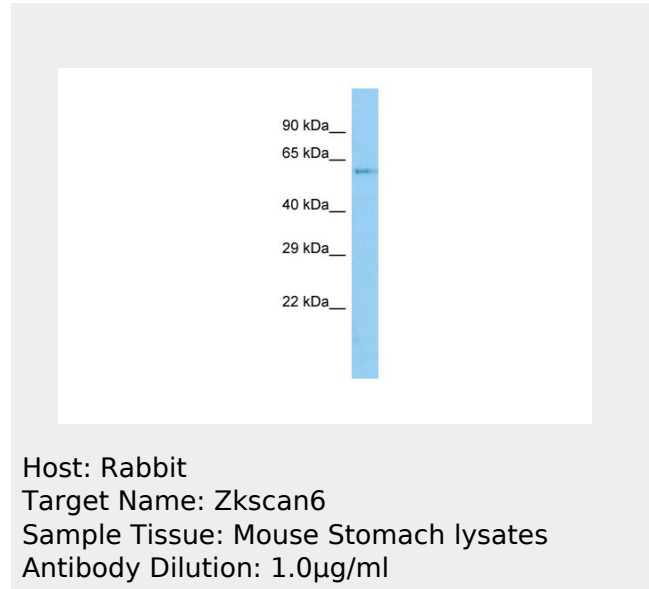 90 kDa__
65 kDa__
40 kDa__
29 kDa__
22 kDa__
Host: Rabbit
Target Name: Zkscan6
Sample Tissue: Mouse Stomach lysates
Antibody Dilution: 1.0µg/ml